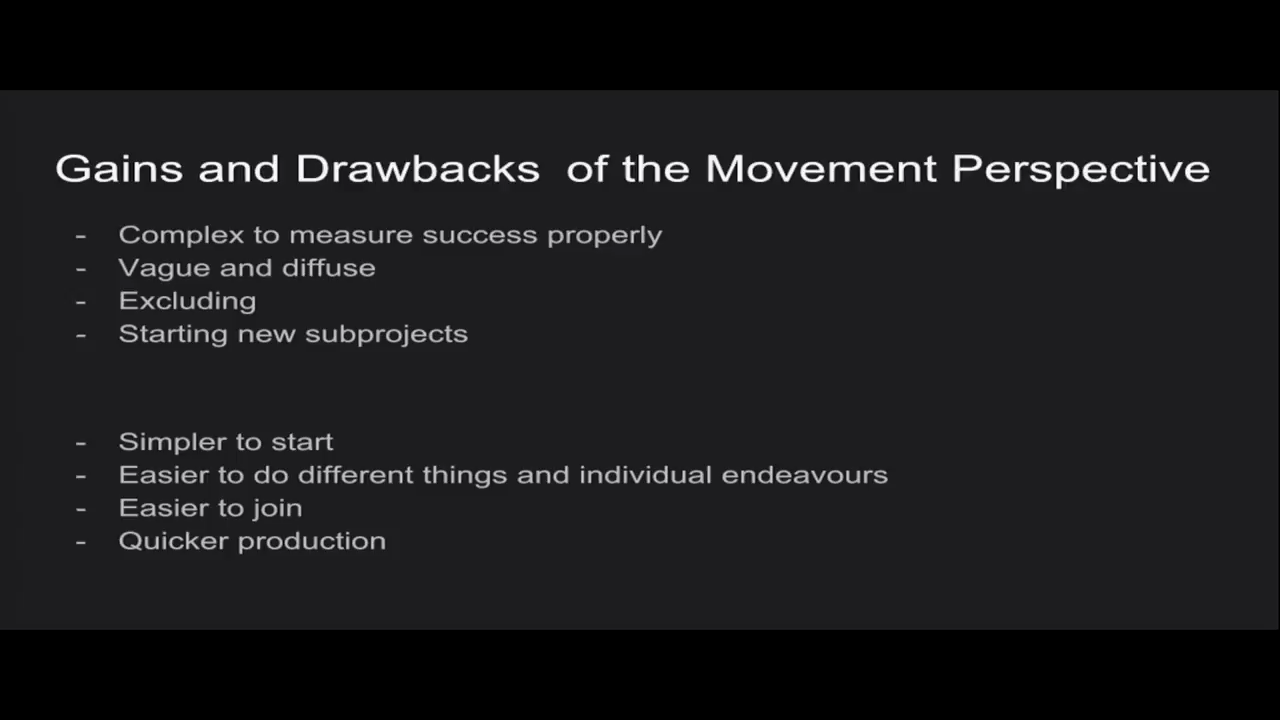 Gains and Drawbacks  of the Movement Perspective
- Complex to measure success properly
- Vague and diffuse
- Excluding
- Starting new subprojects
- Simpler to start
- Easier to do different things and individual endeavours
- Easier to join
- Quicker production